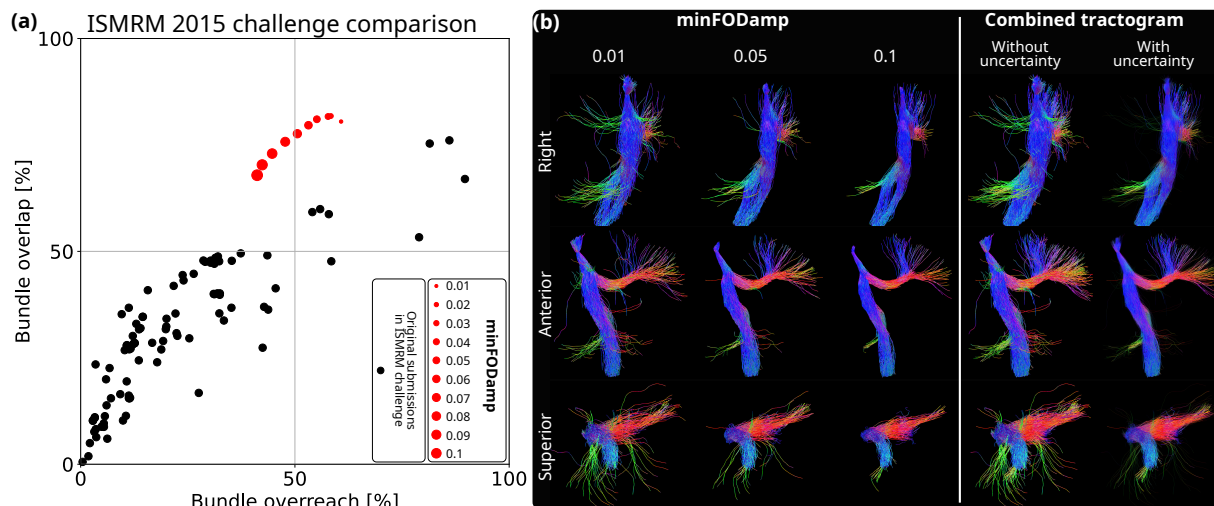 (a)
ISMRM 2015 challenge comparison
100
50
0
0
50
100
Bundle overlap [%]
Bundle overreach [%]
Original submissions
in ISMRM challenge
minFODamp
0.01
0.02
0.03
0.04
0.05
0.06
0.07
0.08
0.09
0.1
(b)
minFODamp
Combined tractogram
0.01
0.05
0.1
Without
uncertainty
With
uncertainty
Right
Anterior
Superior